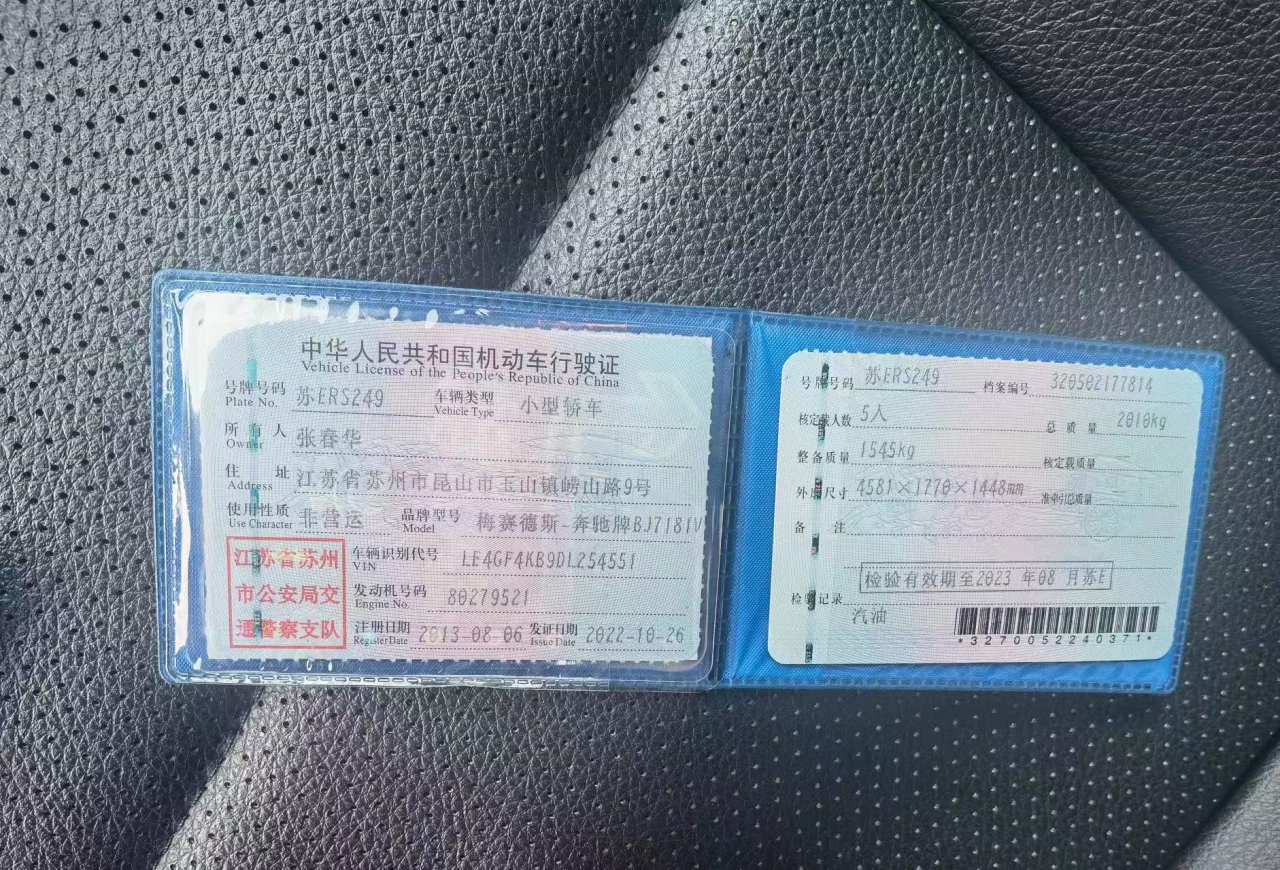 中华人民共和国机动车行驶证
Vehicle License of the People's Republic of China
号牌号码 苏ERS249 车辆类型 小型轿车
Plate No. Vehicle Type
所有人 张春华
Owner
住址 江苏省苏州市昆山市玉山镇崂山路9号
Address
使用性质 非营运 品牌型号 梅赛德斯-奔驰牌BJ7181V
Use Character Model
江苏省苏州
市公安局交
通警察支队
车辆识别代号 LE4GF4KB9DL254551
VIN
发动机号码 80279521
Engine No.
注册日期 2013-08-06 发证日期 2022-10-26
Register Date Issue Date
号牌号码 苏ERS249 档案编号 320502177814
核定载人数 5人 总质量 2010kg
整备质量 1545kg 核定载质量
外廓尺寸 4581×1770×1448mm 准牵引总质量
备注
检验有效期至2023年08月苏E
检验记录
汽油
*3270052240371*